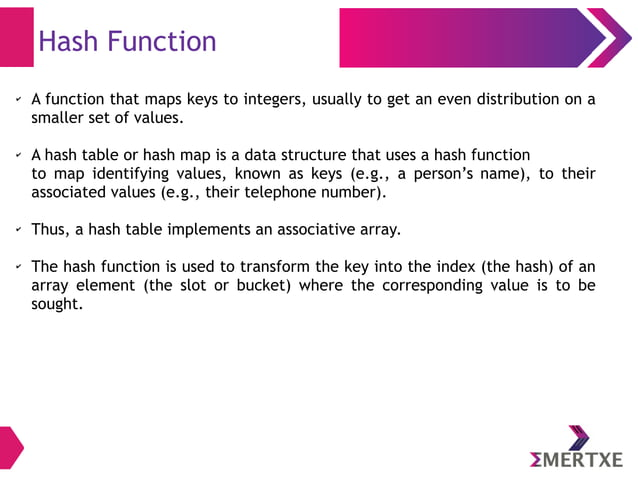 Hash Function
✔ A function that maps keys to integers, usually to get an even distribution on a
smaller set of values.
✔ A hash table or hash map is a data structure that uses a hash function
to map identifying values, known as keys (e.g., a person’s name), to their
associated values (e.g., their telephone number).
✔ Thus, a hash table implements an associative array.
✔ The hash function is used to transform the key into the index (the hash) of an
array element (the slot or bucket) where the corresponding value is to be
sought.
EMERTXE